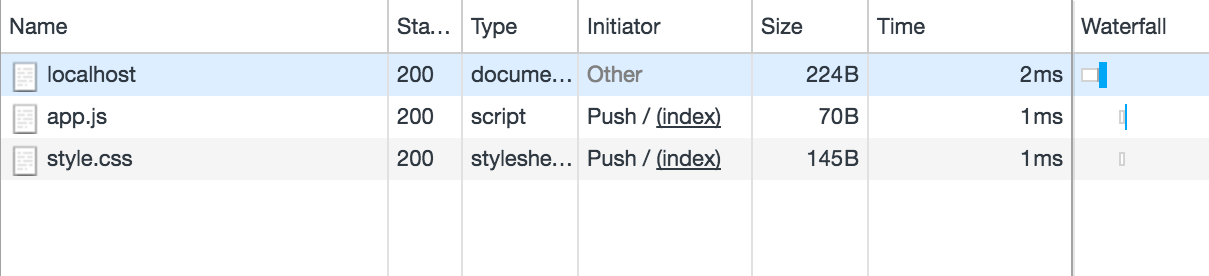 Name Sta... Type Initiator Size Time Waterfall
localhost 200 docume... Other 224B 2ms
app.js 200 script Push / (index) 70B 1ms
style.css 200 styleshe... Push / (index) 145B 1ms